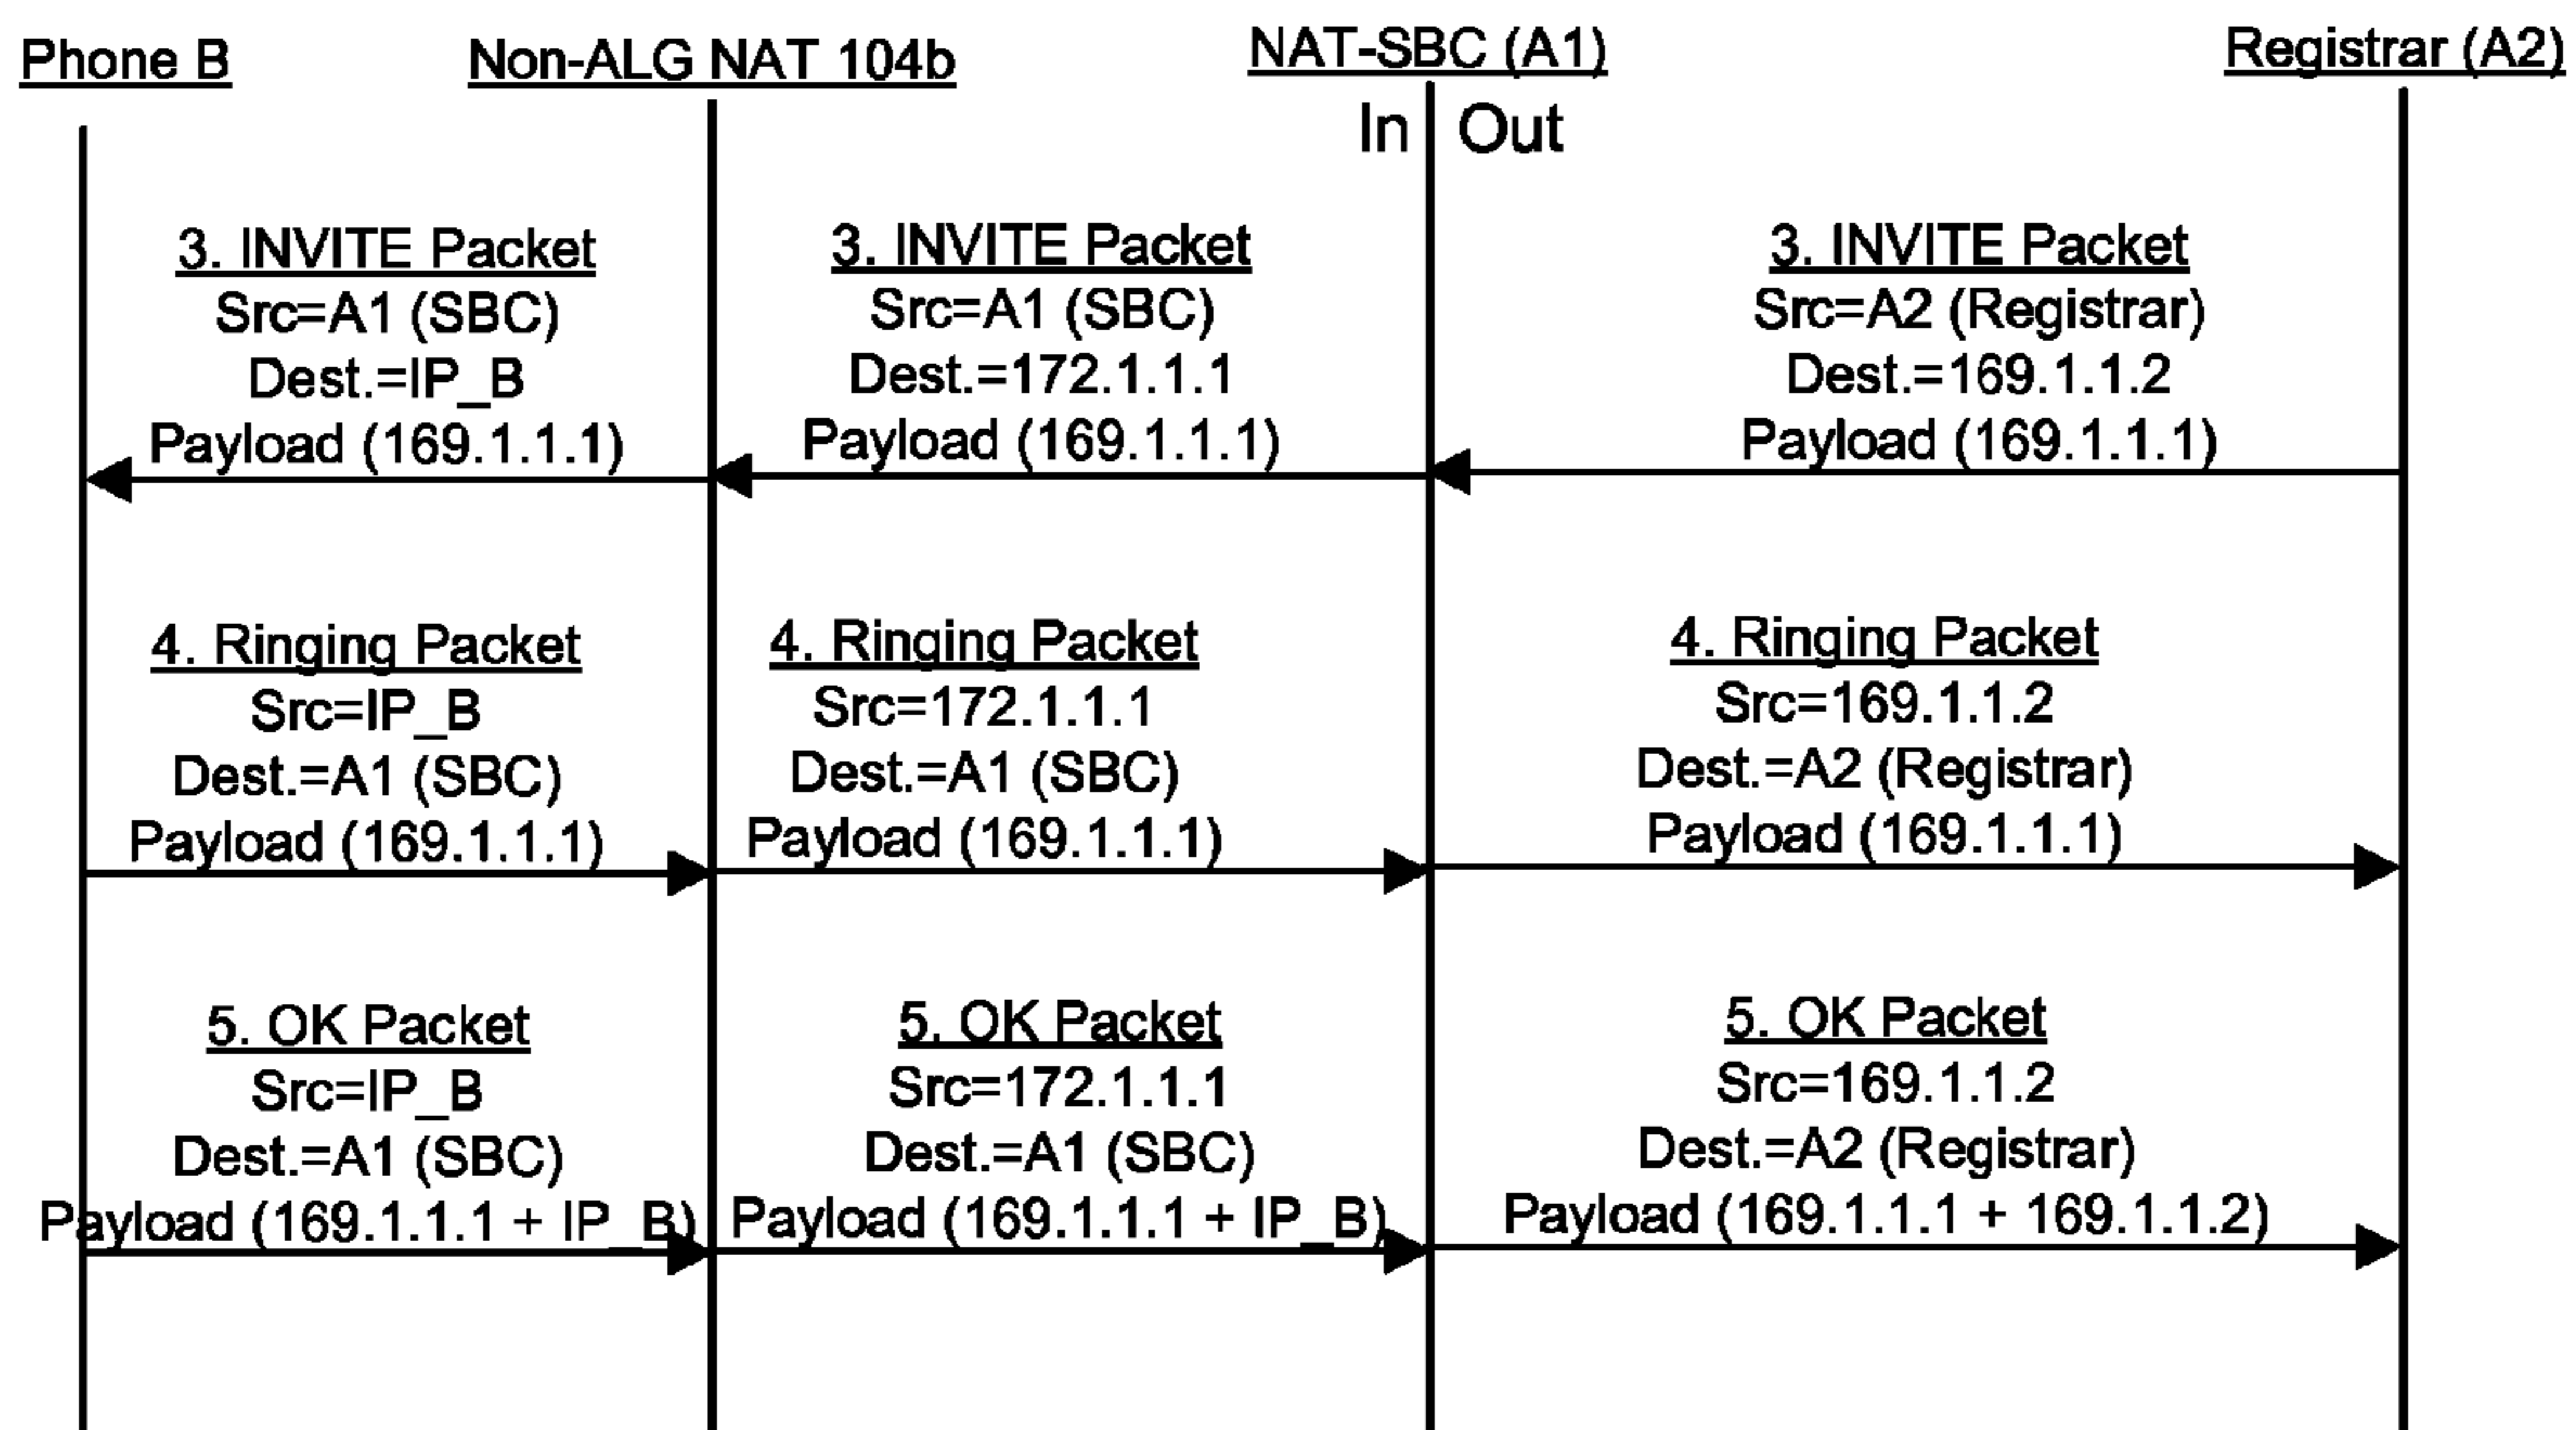 Phone B
Non-ALG NAT 104b
NAT-SBC (A1)
Registrar (A2)
In
Out
3. INVITE Packet
Src=A1 (SBC)
Dest.=IP_B
Payload (169.1.1.1)
3. INVITE Packet
Src=A1 (SBC)
Dest.=172.1.1.1
Payload (169.1.1.1)
3. INVITE Packet
Src=A2 (Registrar)
Dest.=169.1.1.2
Payload (169.1.1.1)
4. Ringing Packet
Src=IP_B
Dest.=A1 (SBC)
Payload (169.1.1.1)
4. Ringing Packet
Src=172.1.1.1
Dest.=A1 (SBC)
Payload (169.1.1.1)
4. Ringing Packet
Src=169.1.1.2
Dest.=A2 (Registrar)
Payload (169.1.1.1)
5. OK Packet
Src=IP_B
Dest.=A1 (SBC)
Payload (169.1.1.1 + IP_B)
5. OK Packet
Src=172.1.1.1
Dest.=A1 (SBC)
Payload (169.1.1.1 + IP_B)
5. OK Packet
Src=169.1.1.2
Dest.=A2 (Registrar)
Payload (169.1.1.1 + 169.1.1.2)